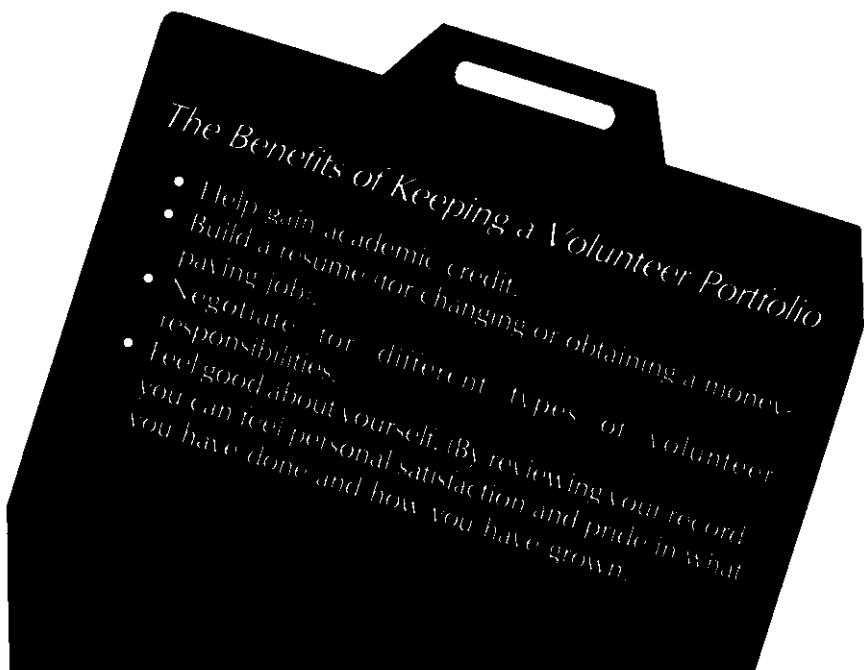 The Benefits of Keeping a Volunteer Portfolio
• Help gain academic credit.
• Build a resume (for changing or obtaining a money-
paying job).
• Negotiate for different types of volunteer
responsibilities.
• Feel good about yourself. (By reviewing your record
you can feel personal satisfaction and pride in what
you have done and how you have grown.